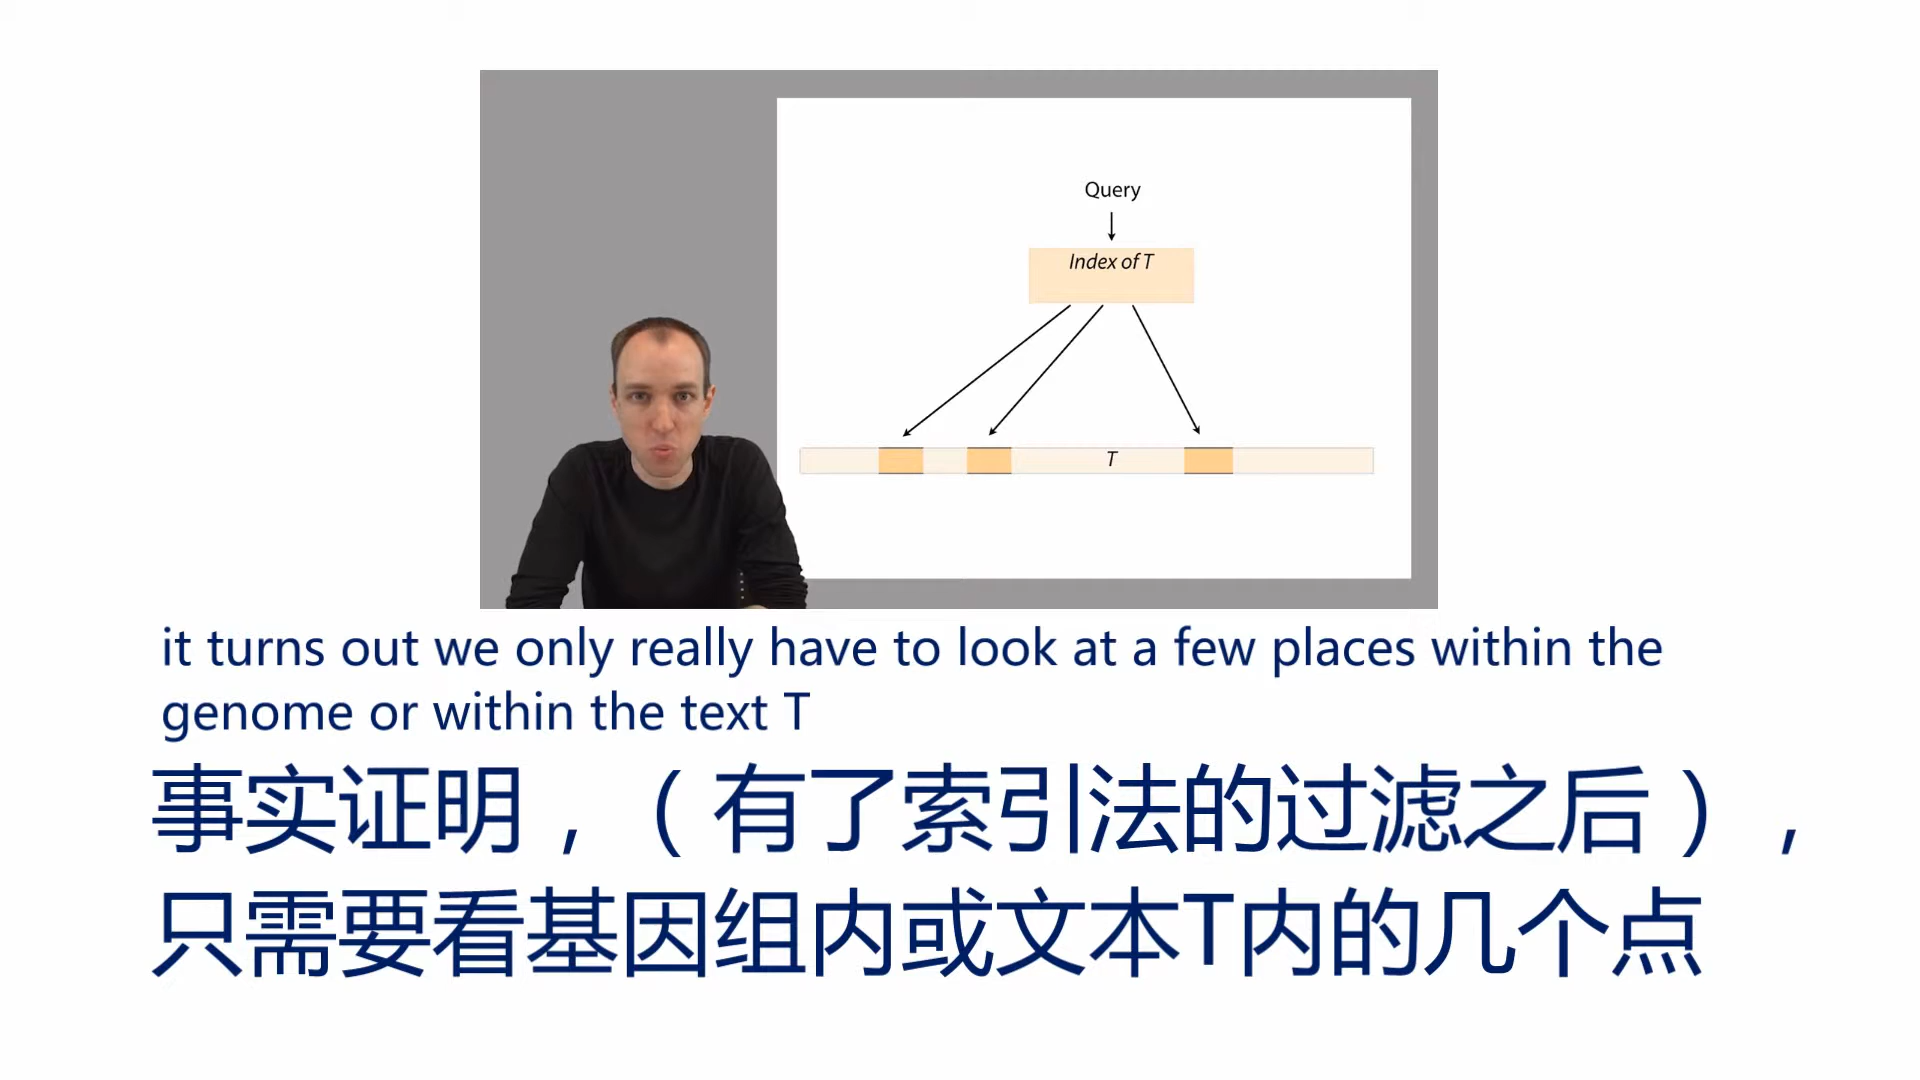 Query
Index of T
T
it turns out we only really have to look at a few places within the
genome or within the text T
事实证明，（有了索引法的过滤之后），
只需要看基因组内或文本T内的几个点